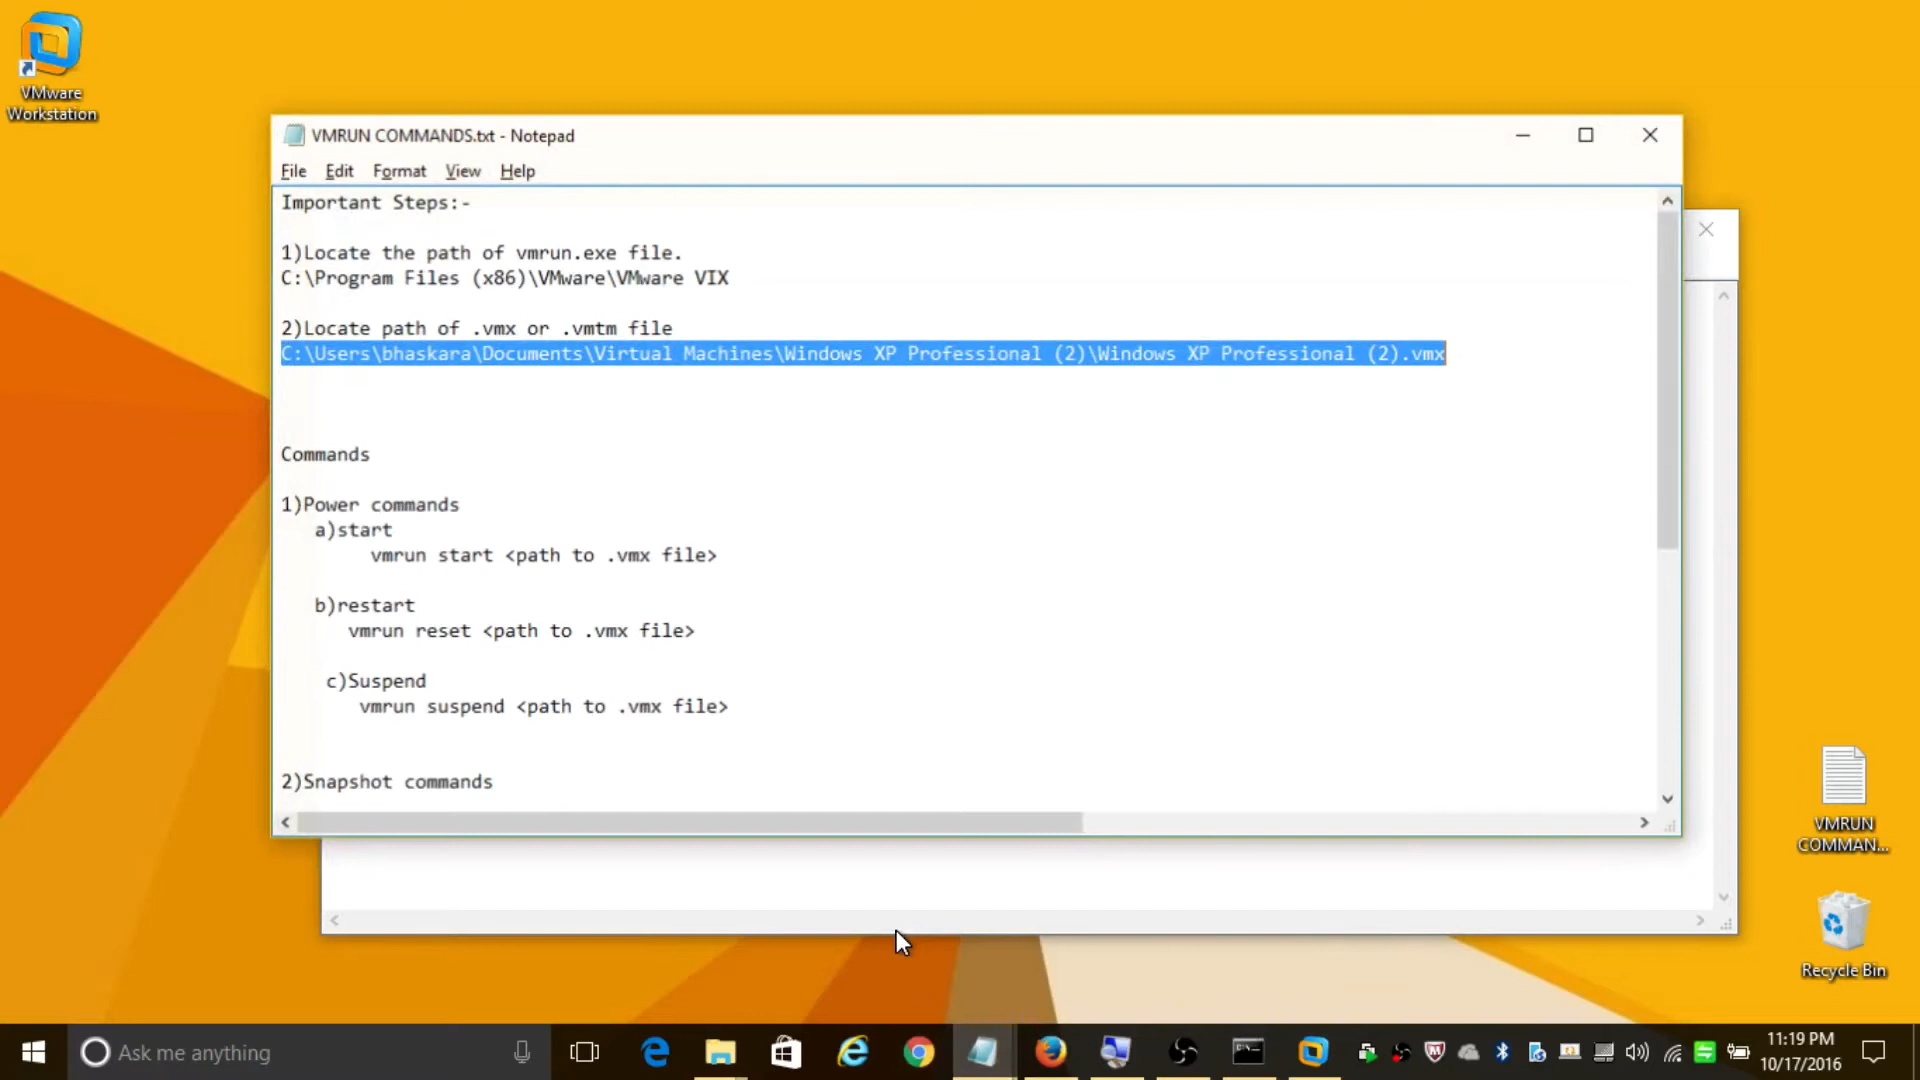 VMware
Workstation
VMRUN COMMANDS.txt - Notepad
File Edit Format View Help
Important Steps:-
1)Locate the path of vmrun.exe file.
C:\Program Files (x86)\VMware\VMware VIX
2)Locate path of .vmx or .vmtm file
C:\Users\bhaskara\Documents\Virtual Machines\Windows XP Professional (2)\Windows XP Professional (2).vmx
Commands
1)Power commands
a)start
vmrun start <path to .vmx file>
b)restart
vmrun reset <path to .vmx file>
c)Suspend
vmrun suspend <path to .vmx file>
2)Snapshot commands
VMRUN
COMMAN...
Recycle Bin
Ask me anything
11:19 PM
10/17/2016